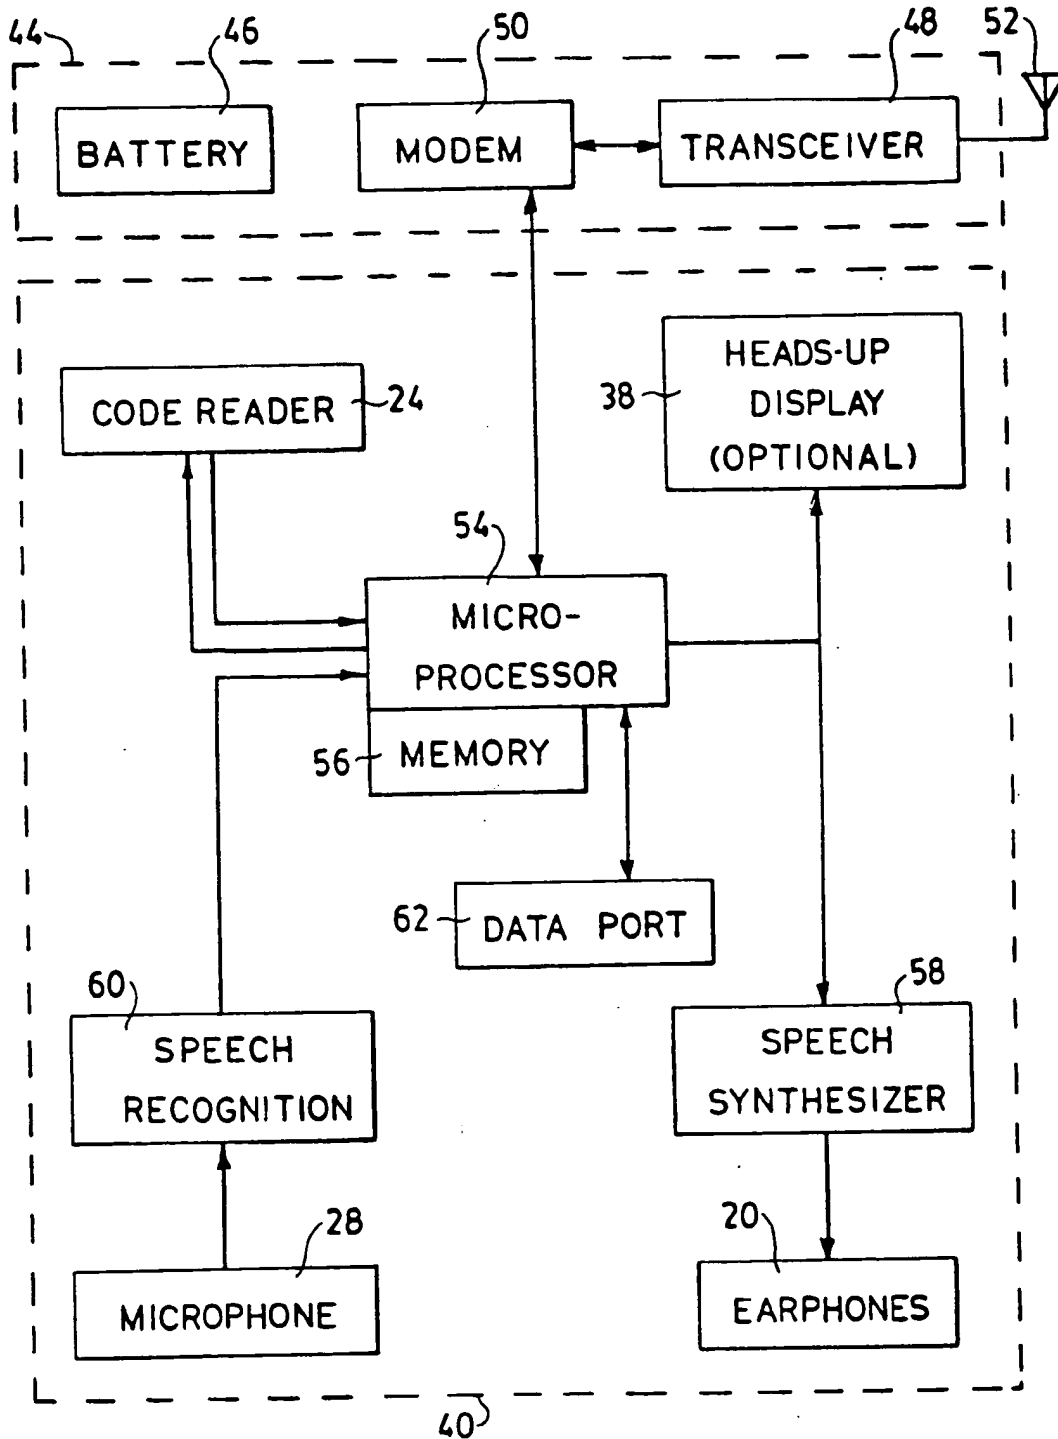 44
46
50
48
52
BATTERY
MODEM
TRANSCEIVER
CODE READER
24
38
HEADS-UP
DISPLAY
(OPTIONAL)
54
MICRO-
PROCESSOR
56
MEMORY
62
DATA PORT
60
SPEECH
RECOGNITION
58
SPEECH
SYNTHESIZER
28
MICROPHONE
20
EARPHONES
40